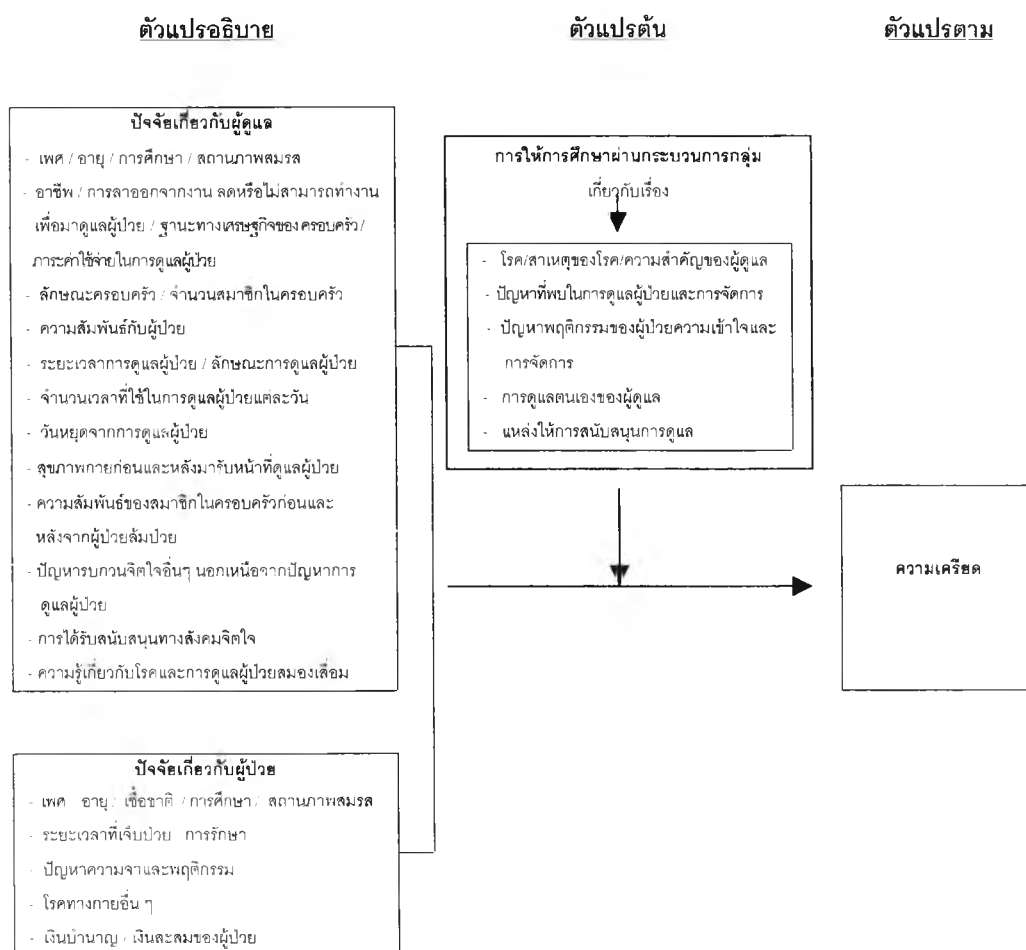 ตัวแปรอธิบาย
ตัวแปรต้น
ตัวแปรตาม
ปัจจัยเกี่ยวกับผู้ดูแล
- เพศ / อายุ / การศึกษา / สถานภาพสมรส
- อาชีพ / การลาออกจากงาน ลดหรือไม่สามารถทำงาน
เพื่อมาดูแลผู้ป่วย / ฐานะทางเศรษฐกิจของครอบครัว/
ภาระค่าใช้จ่ายในการดูแลผู้ป่วย
- ลักษณะครอบครัว / จำนวนสมาชิกในครอบครัว
- ความสัมพันธ์กับผู้ป่วย
- ระยะเวลาการดูแลผู้ป่วย / ลักษณะการดูแลผู้ป่วย
- จำนวนเวลาที่ใช้ในการดูแลผู้ป่วยแต่ละวัน
- วันหยุดจากการดูแลผู้ป่วย
- สุขภาพกายก่อนและหลังมารับหน้าที่ดูแลผู้ป่วย
- ความสัมพันธ์ของสมาชิกในครอบครัวก่อนและ
หลังจากผู้ป่วยล้มป่วย
- ปัญหารบกวนจิตใจอื่นๆ นอกเหนือจากปัญหาการ
ดูแลผู้ป่วย
- การได้รับสนับสนุนทางสังคมจิตใจ
- ความรู้เกี่ยวกับโรคและการดูแลผู้ป่วยสมองเสื่อม
การให้การศึกษาผ่านกระบวนการกลุ่ม
เกี่ยวกับเรื่อง
- โรค/สาเหตุของโรค/ความสำคัญของผู้ดูแล
- ปัญหาที่พบในการดูแลผู้ป่วยและการจัดการ
- ปัญหาพฤติกรรมของผู้ป่วยความเข้าใจและ
การจัดการ
- การดูแลตนเองของผู้ดูแล
- แหล่งให้การสนับสนุนการดูแล
ความเครียด
ปัจจัยเกี่ยวกับผู้ป่วย
- เพศ อายุ / เชื้อชาติ / การศึกษา / สถานภาพสมรส
- ระยะเวลาที่เจ็บป่วย การรักษา
- ปัญหาความจำและพฤติกรรม
- โรคทางกายอื่น ๆ
- เงินบำนาญ / เงินสะสมของผู้ป่วย